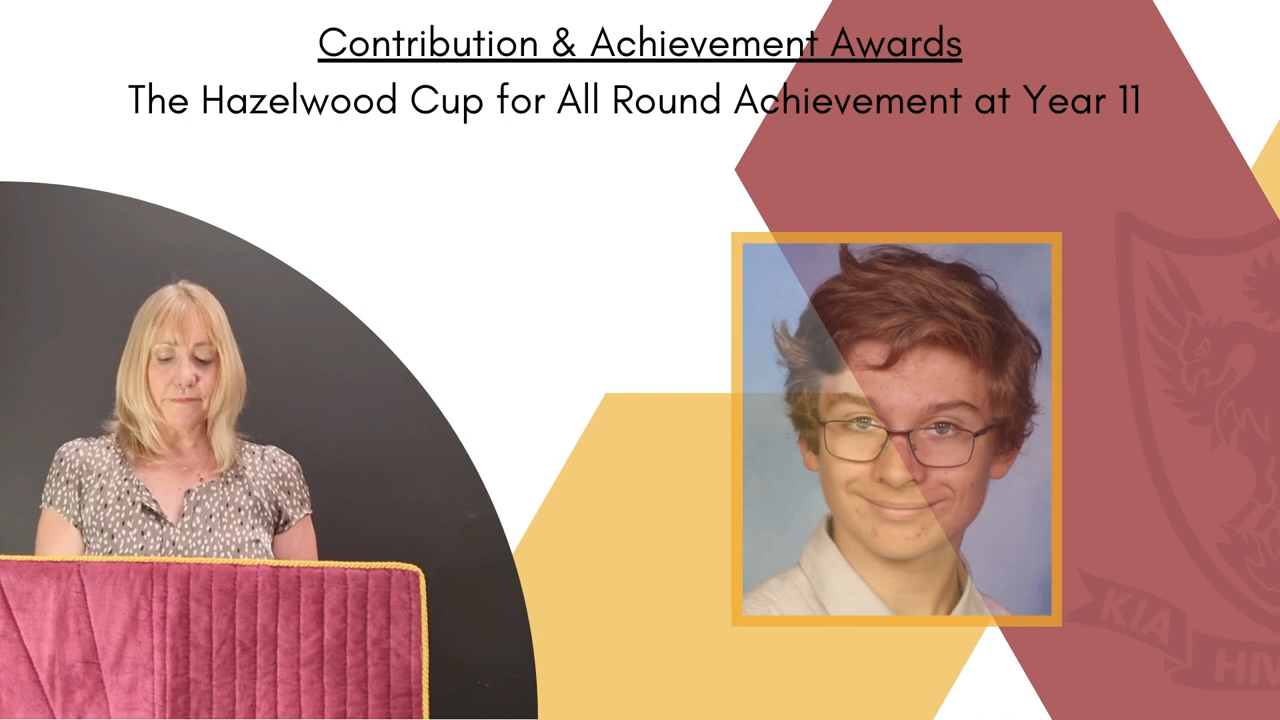 Contribution & Achievement Awards
The Hazelwood Cup for All Round Achievement at Year 11
KIA